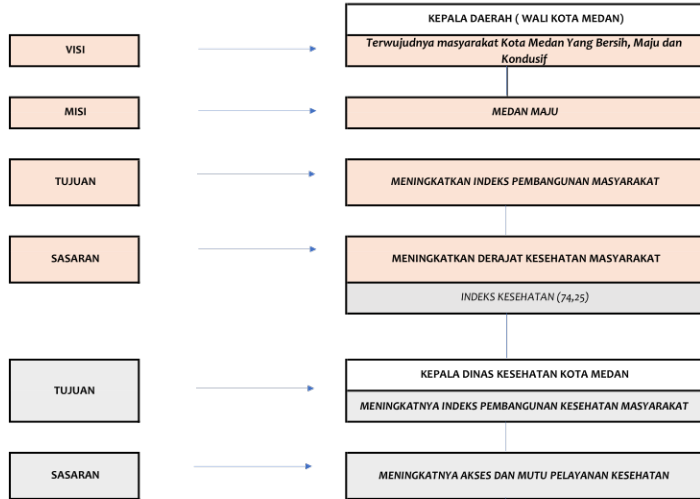 KEPALA DAERAH ( WALI KOTA MEDAN)
VISI
Terwujudnya masyarakat Kota Medan Yang Bersih, Maju dan
Kondusif
MISI
MEDAN MAJU
TUJUAN
MENINGKATKAN INDEKS PEMBANGUNAN MASYARAKAT
SASARAN
MENINGKATKAN DERAJAT KESEHATAN MASYARAKAT
INDEKS KESEHATAN (74,25)
KEPALA DINAS KESEHATAN KOTA MEDAN
TUJUAN
MENINGKATNYA INDEKS PEMBANGUNAN KESEHATAN MASYARAKAT
SASARAN
MENINGKATNYA AKSES DAN MUTU PELAYANAN KESEHATAN